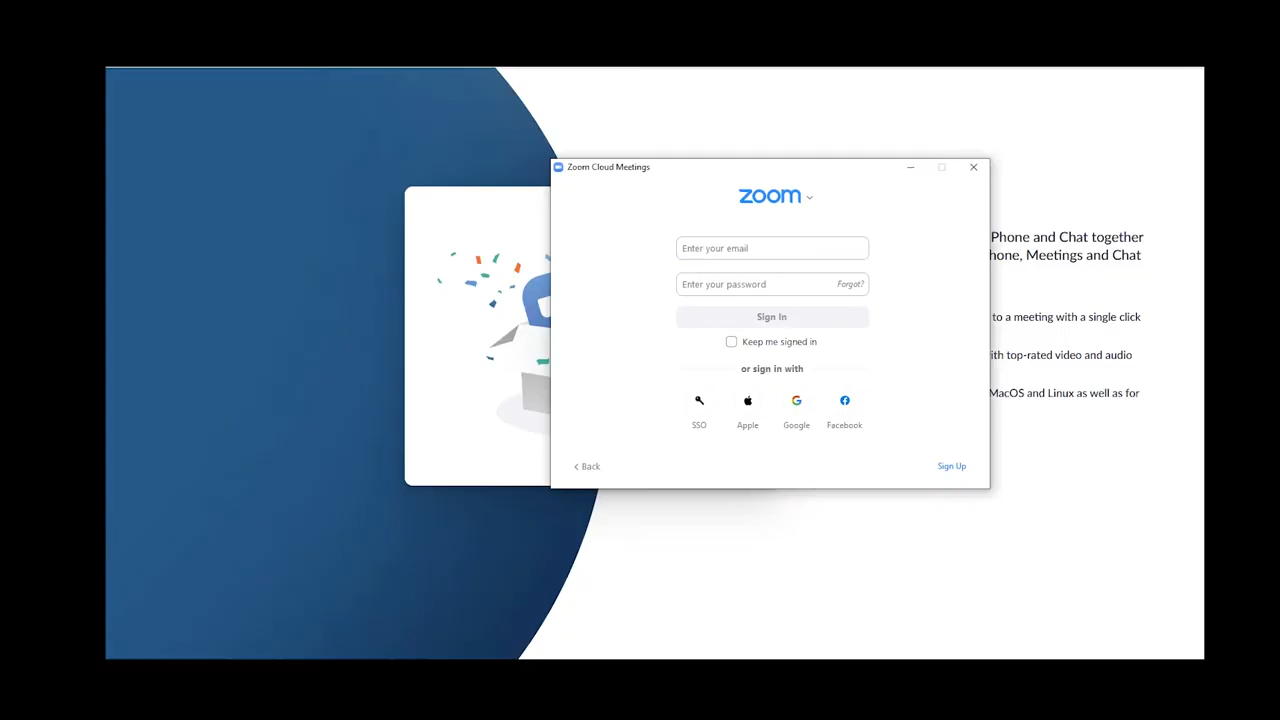 Zoom Cloud Meetings
zoom
Enter your email
Enter your password
Forgot?
Sign In
Keep me signed in
or sign in with
SSO
Apple
Google
Facebook
Back
Sign Up
Phone and Chat together
hone, Meetings and Chat
to a meeting with a single click
ith top-rated video and audio
MacOS and Linux as well as for